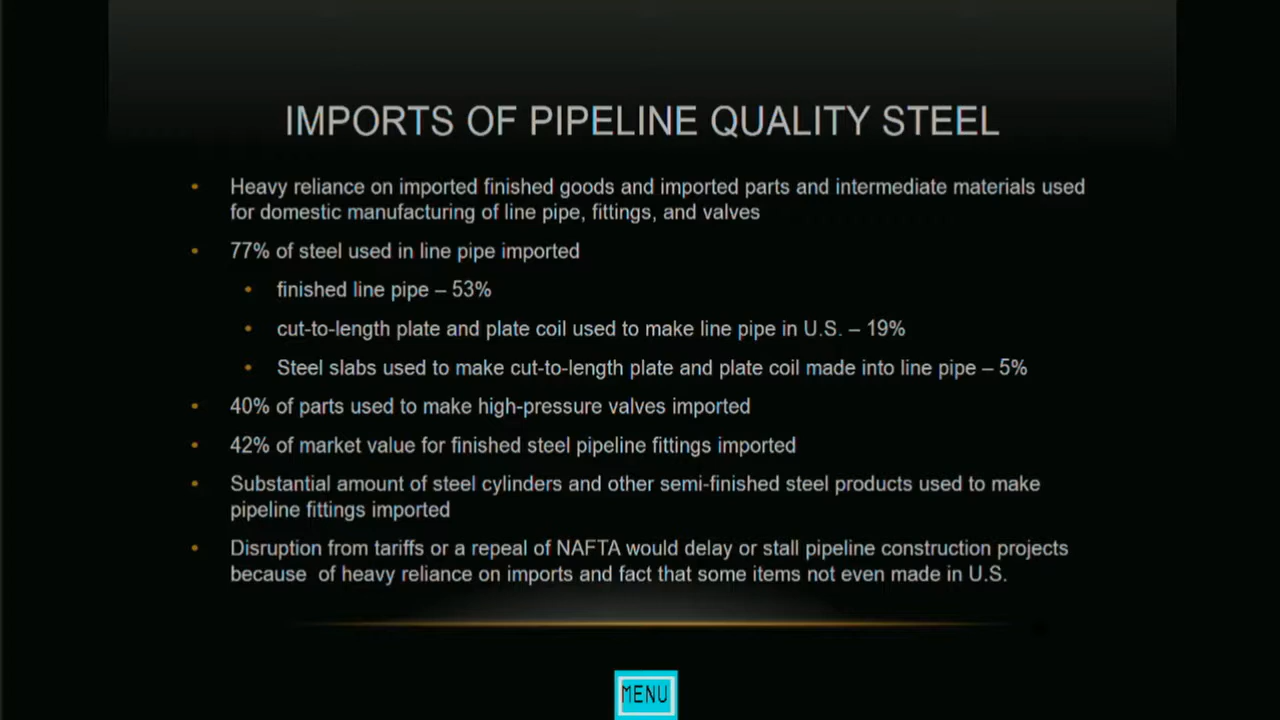 IMPORTS OF PIPELINE QUALITY STEEL
• Heavy reliance on imported finished goods and imported parts and intermediate materials used
for domestic manufacturing of line pipe, fittings, and valves
• 77% of steel used in line pipe imported
• finished line pipe – 53%
• cut-to-length plate and plate coil used to make line pipe in U.S. – 19%
• Steel slabs used to make cut-to-length plate and plate coil made into line pipe – 5%
• 40% of parts used to make high-pressure valves imported
• 42% of market value for finished steel pipeline fittings imported
• Substantial amount of steel cylinders and other semi-finished steel products used to make
pipeline fittings imported
• Disruption from tariffs or a repeal of NAFTA would delay or stall pipeline construction projects
because  of heavy reliance on imports and fact that some items not even made in U.S.
MENU